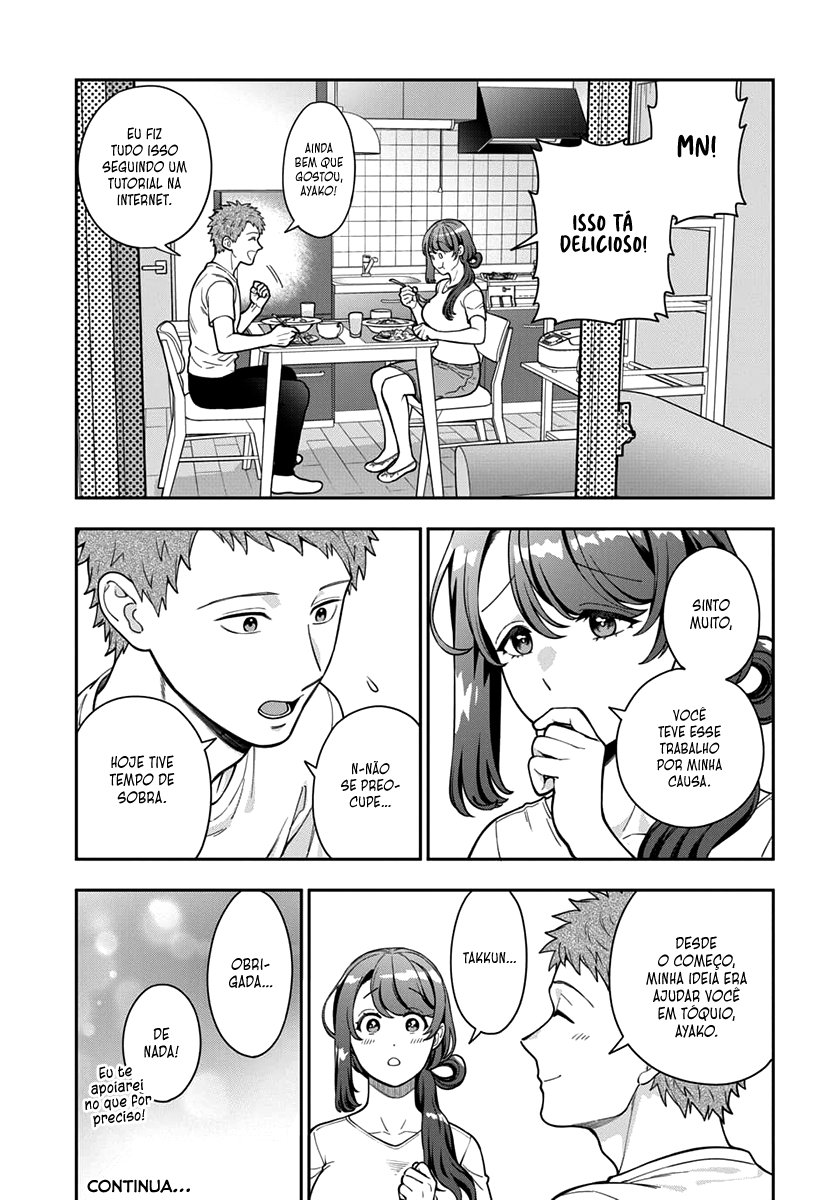 MN!
ISSO TÁ
DELICIOSO!
AINDA
BEM QUE
GOSTOU,
AYAKO!
EU FIZ
TUDO ISSO
SEGUINDO UM
TUTORIAL NA
INTERNET.
SINTO
MUITO,
VOCÊ
TEVE ESSE
TRABALHO
POR MINHA
CAUSA.
N-NÃO
SE PREO-
CUPE...
HOJE TIVE
TEMPO DE
SOBRA.
DESDE
O COMEÇO,
MINHA IDEIA ERA
AJUDAR VOCÊ
EM TÓQUIO,
AYAKO.
TAKKUN...
OBRI-
GADA...
DE
NADA!
Eu te
apoiarei
no que fòr
preciso!
CONTINUA...